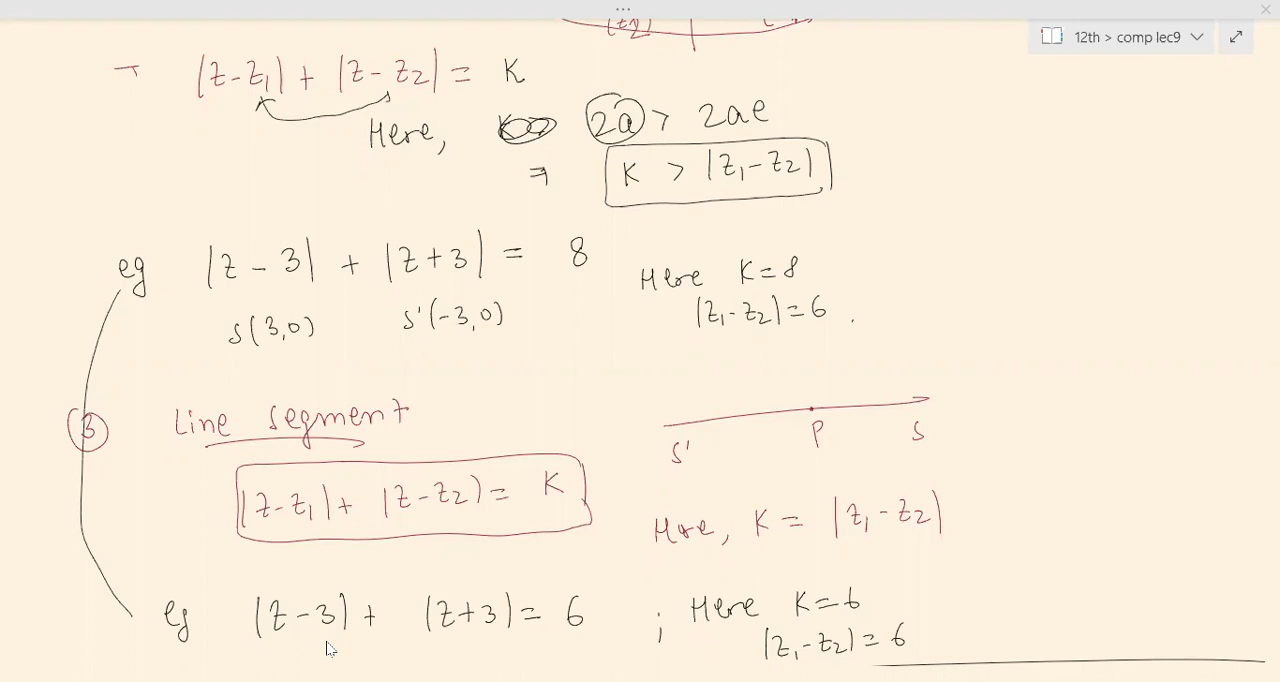 12th > comp lec9
|z-z₁| + |z-z₂| = K
Here, 2a > 2ae
⇒ K > |z₁-z₂|
eg |z-3| + |z+3| = 8
Here K=8
S(3,0) S'(-3,0) |z₁-z₂|=6.
③ Line segment
S' P S
|z-z₁|+ |z-z₂|= K
Here, K = |z₁-z₂|
eg |z-3|+ |z+3|= 6 ; Here K=6
|z₁-z₂|=6